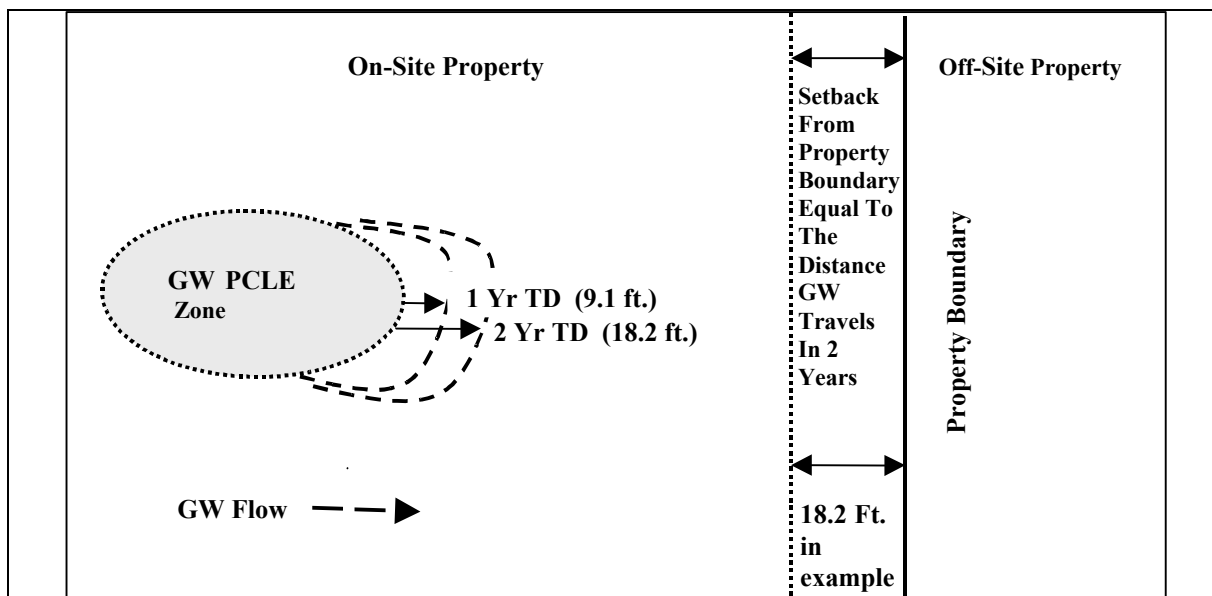 On-Site Property
Off-Site Property
Setback
From
Property
Boundary
Equal To
The
Distance
GW
Travels
In 2
Years
Property Boundary
GW PCLE
Zone
1 Yr TD (9.1 ft.)
2 Yr TD (18.2 ft.)
GW Flow
18.2 Ft.
in
example